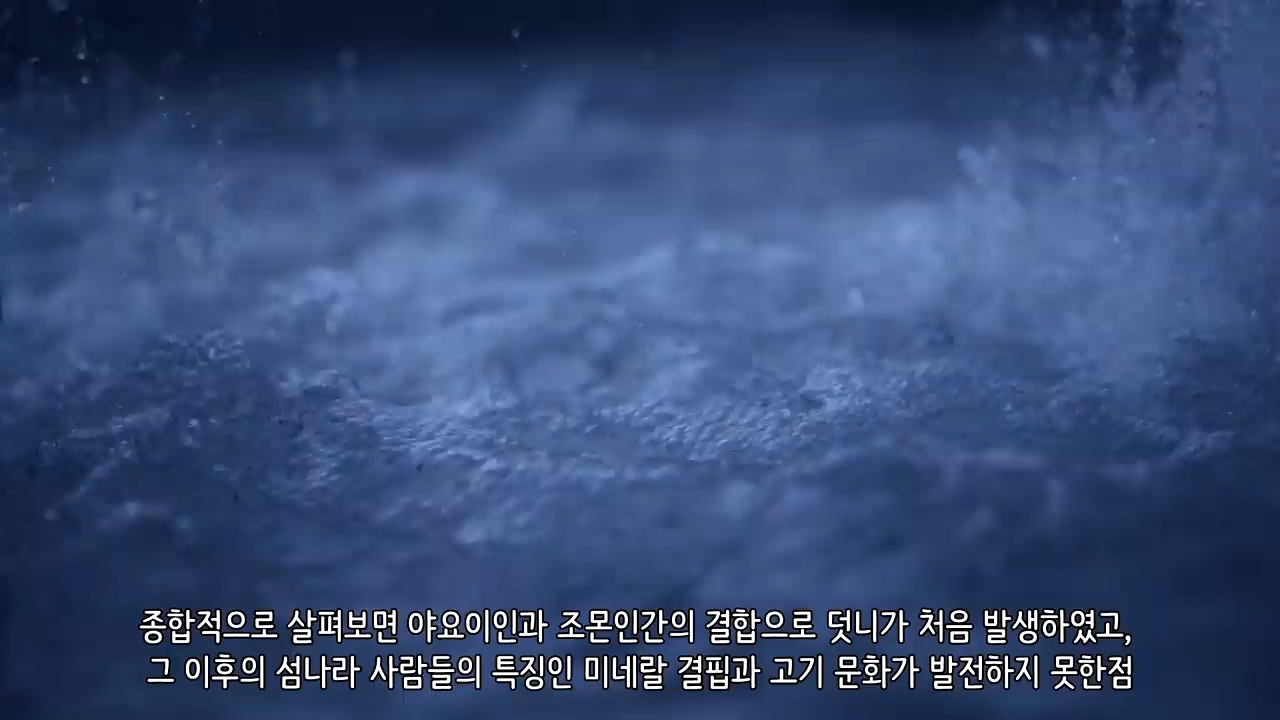 종합적으로 살펴보면 야요이인과 조몬인간의 결합으로 덧니가 처음 발생하였고,
그 이후의 섬나라 사람들의 특징인 미네랄 결핍과 고기 문화가 발전하지 못한점